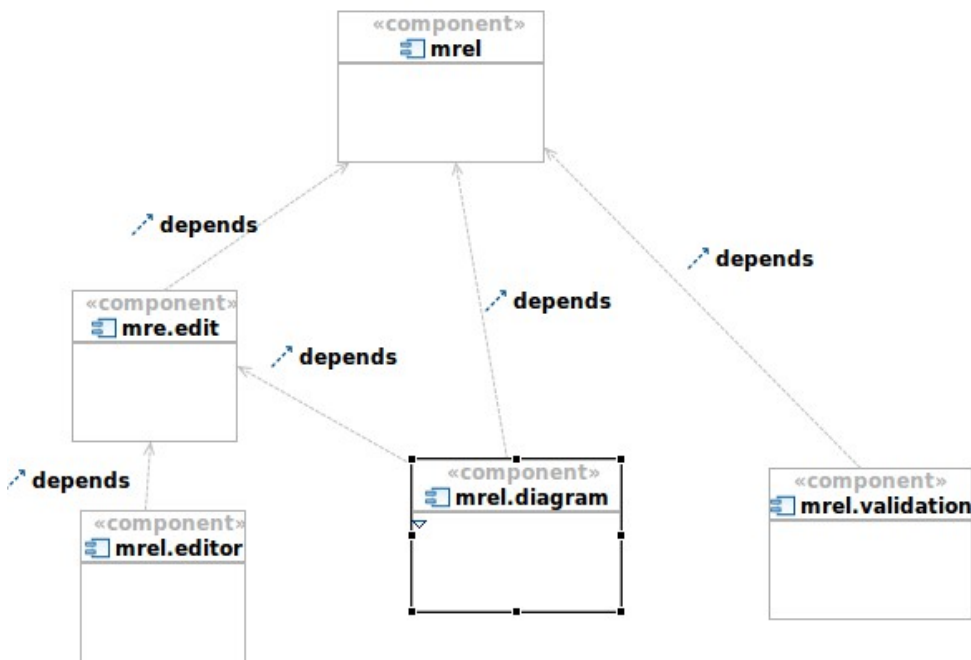 «component»
mrel
depends
depends
depends
«component»
mre.edit
depends
depends
«component»
mrel.diagram
«component»
mrel.validation
«component»
mrel.editor